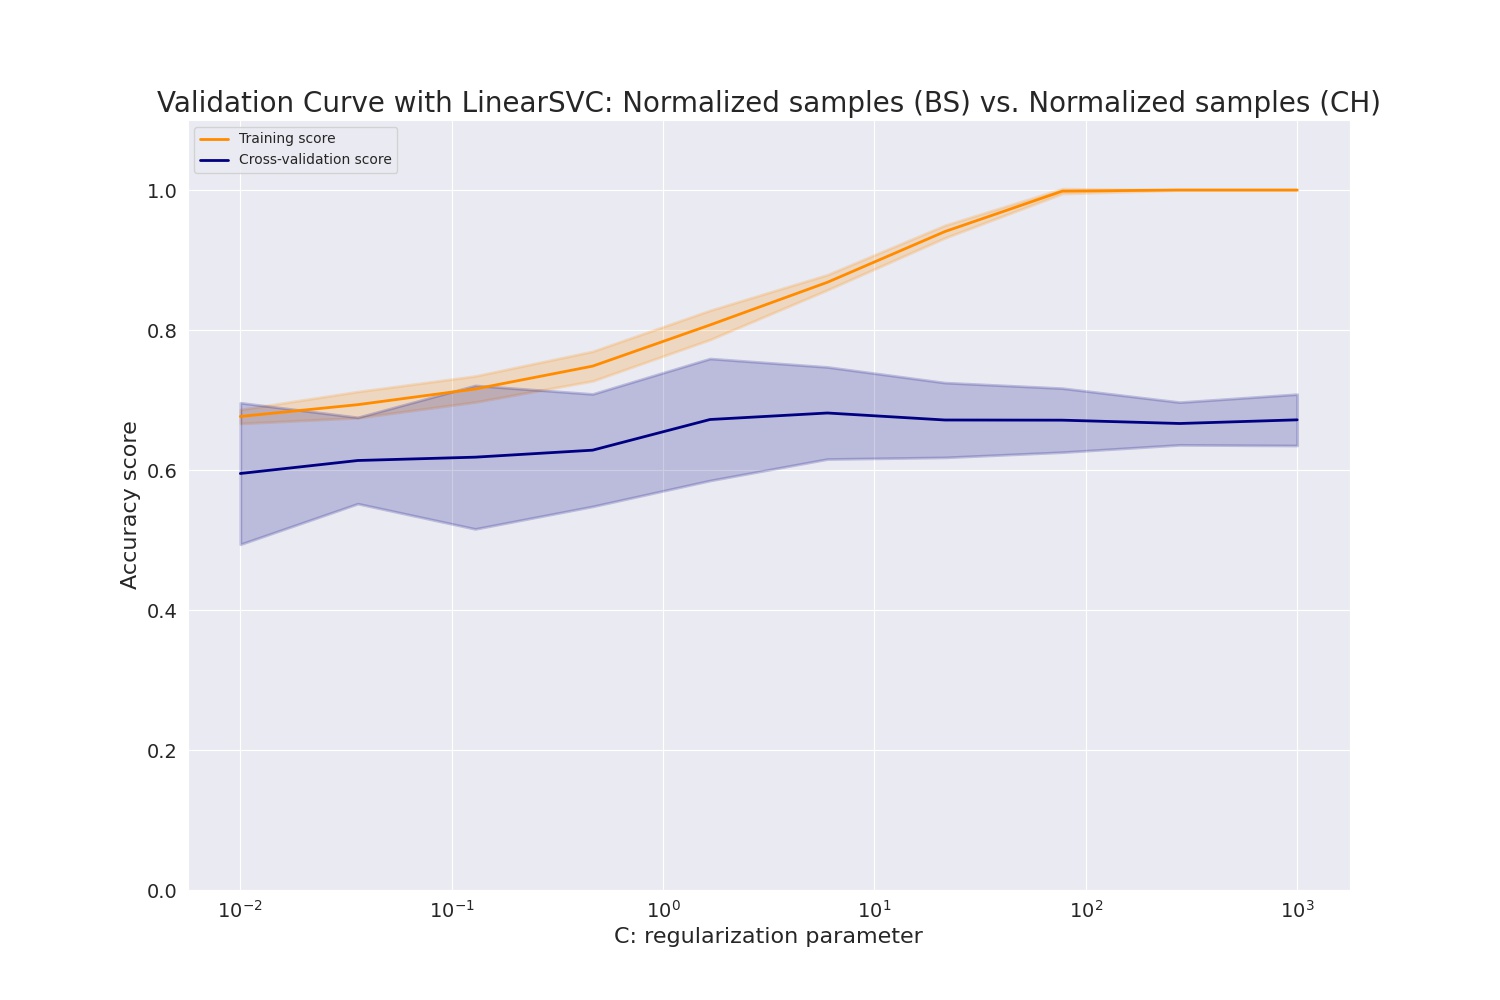 Validation Curve with LinearSVC: Normalized samples (BS) vs. Normalized samples (CH)
Training score
Cross-validation score
1.0
0.8
0.6
0.4
0.2
0.0
Accuracy score
10⁻² 10⁻¹ 10⁰ 10¹ 10² 10³
C: regularization parameter